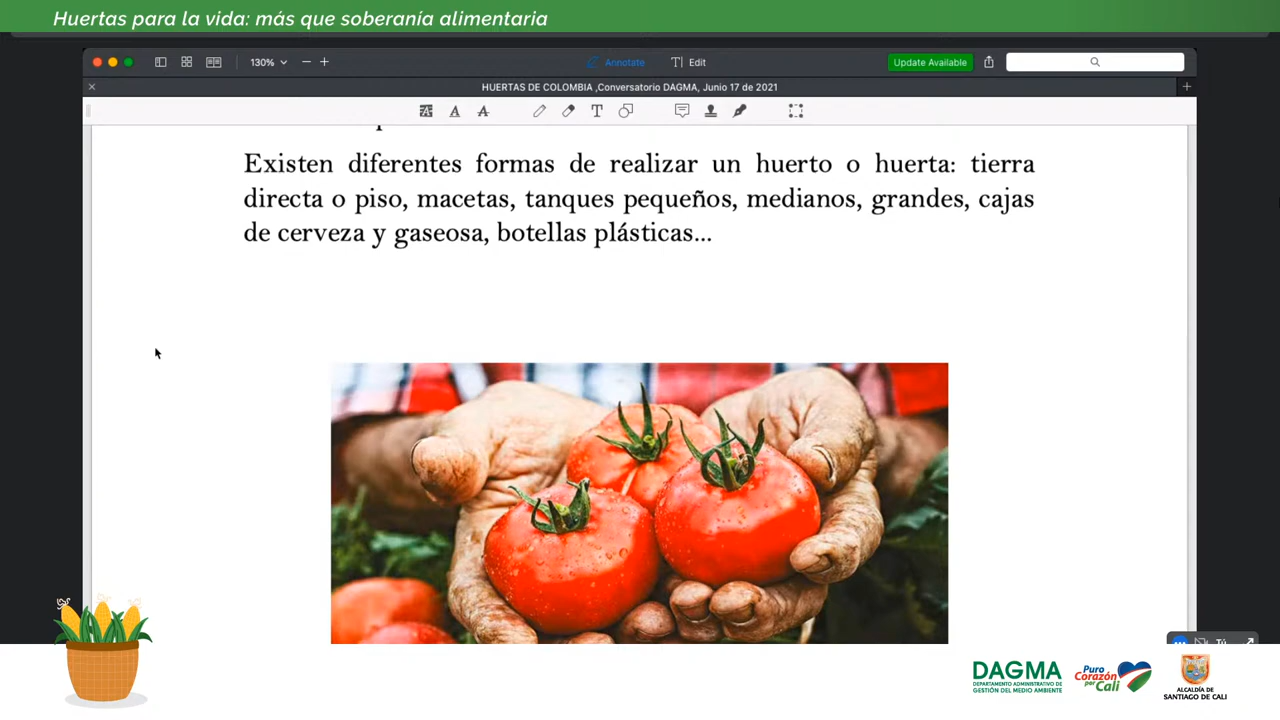 Huertas para la vida: más que soberanía alimentaria
130%
Annotate
Edit
Update Available
HUERTAS DE COLOMBIA ,Conversatorio DAGMA, Junio 17 de 2021
Existen diferentes formas de realizar un huerto o huerta: tierra
directa o piso, macetas, tanques pequeños, medianos, grandes, cajas
de cerveza y gaseosa, botellas plásticas...
Tú
DAGMA
DEPARTAMENTO ADMINISTRATIVO DE
GESTIÓN DEL MEDIO AMBIENTE
Puro
Corazón
por Cali
ALCALDÍA DE
SANTIAGO DE CALI